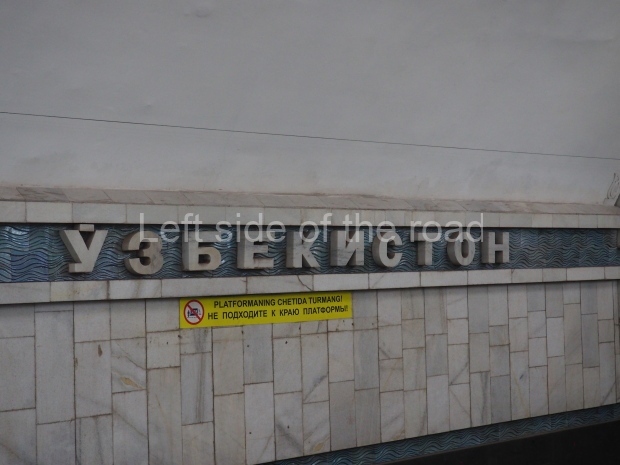 Left side of the road
ЎЗБЕКИСТОН
PLATFORMANING CHETIDA TURMANG!
НЕ ПОДХОДИТЕ К КРАЮ ПЛАТФОРМЫ!